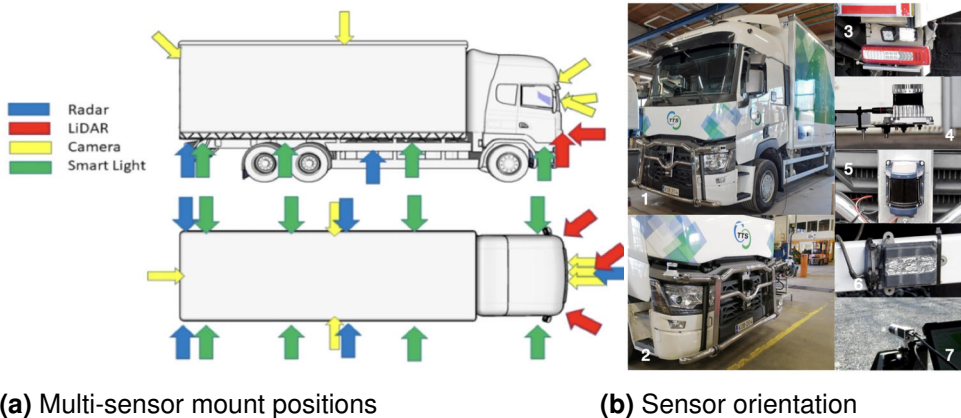 Radar
LiDAR
Camera
Smart Light
TTS
1
TTS
2
3
4
5
6
7
(a) Multi-sensor mount positions
(b) Sensor orientation